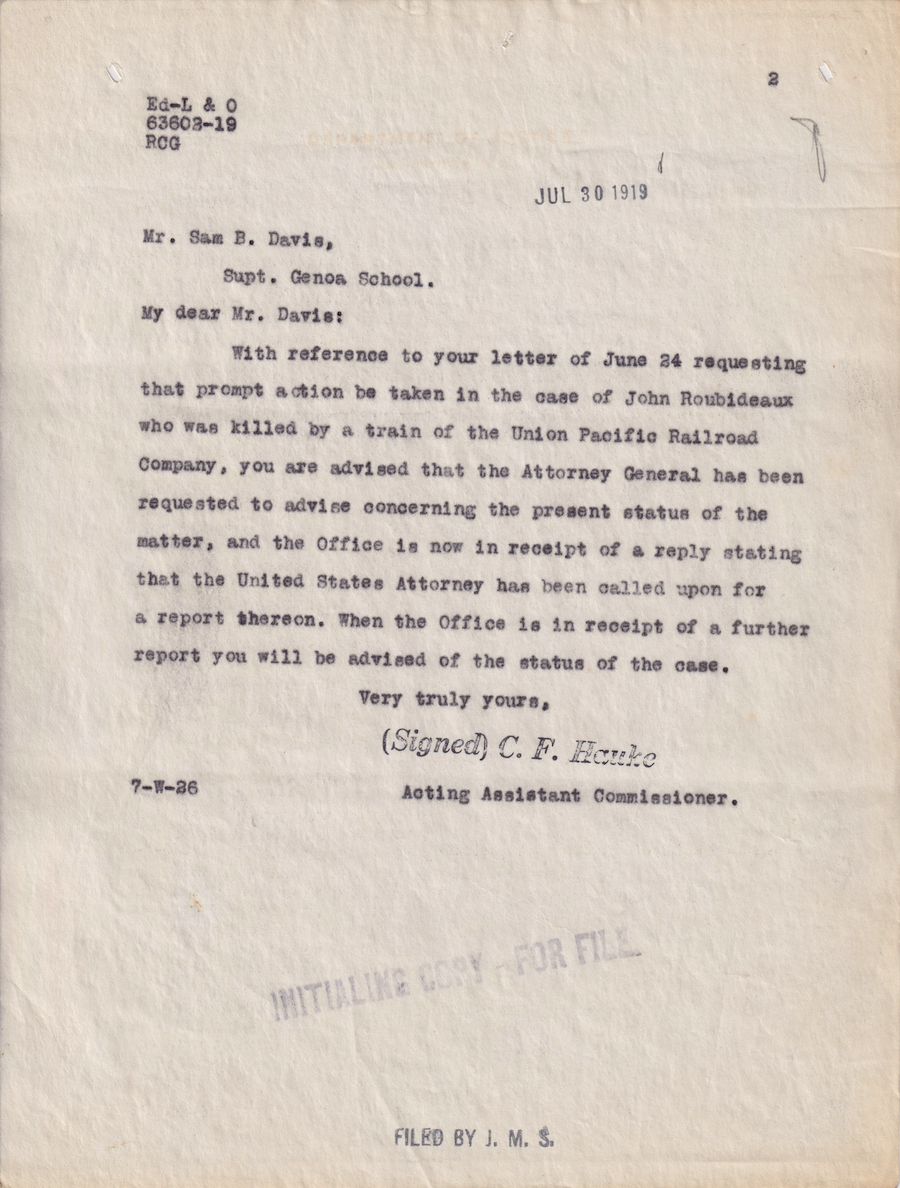 2
Ed-L & O
63602-19
RCG
JUL 30 1919
Mr. Sam B. Davis,
Supt. Genoa School.
My dear Mr. Davis:
With reference to your letter of June 24 requesting
that prompt action be taken in the case of John Roubideaux
who was killed by a train of the Union Pacific Railroad
Company, you are advised that the Attorney General has been
requested to advise concerning the present status of the
matter, and the Office is now in receipt of a reply stating
that the United States Attorney has been called upon for
a report thereon. When the Office is in receipt of a further
report you will be advised of the status of the case.
Very truly yours,
(Signed) C. F. Hauke
7-W-26
Acting Assistant Commissioner.
INITIALING COPY - FOR FILE
FILED BY J. M. S.